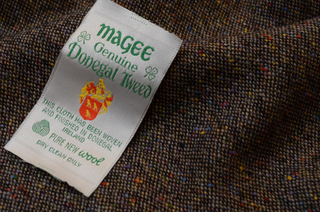 magee
Genuine
Donegal Tweed
THIS CLOTH HAS BEEN WOVEN
AND FINISHED IN DONEGAL
IRELAND
PURE NEW wool
DRY CLEAN ONLY